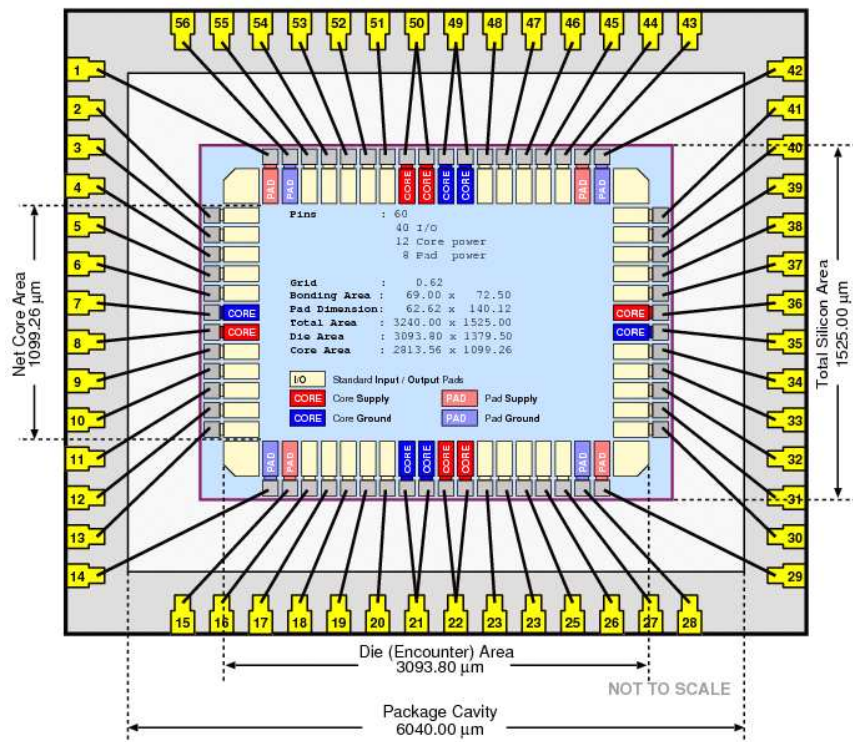 56 55 54 53 52 51 50 49 48 47 46 45 44 43
1 42
2 41
3 40
4 39
5 38
6 37
7 36
8 35
9 34
10 33
11 32
12 31
13 30
14 29
15 16 17 18 19 20 21 22 23 23 25 26 27 28
PAD PAD CORE CORE CORE CORE PAD PAD
Pins : 60
40 I/O
12 Core power
8 Pad power
Grid : 0.62
Bonding Area : 69.00 x 72.50
Pad Dimension: 62.62 x 140.12
Total Area : 3240.00 x 1525.00
Die Area : 3093.80 x 1379.50
Core Area : 2813.56 x 1099.26
CORE CORE
CORE CORE
I/O Standard Input / Output Pads
CORE Core Supply PAD Pad Supply
CORE Core Ground PAD Pad Ground
PAD PAD CORE CORE CORE CORE PAD PAD
Net Core Area
1099.26 µm
Total Silicon Area
1525.00 µm
Die (Encounter) Area
3093.80 µm
NOT TO SCALE
Package Cavity
6040.00 µm